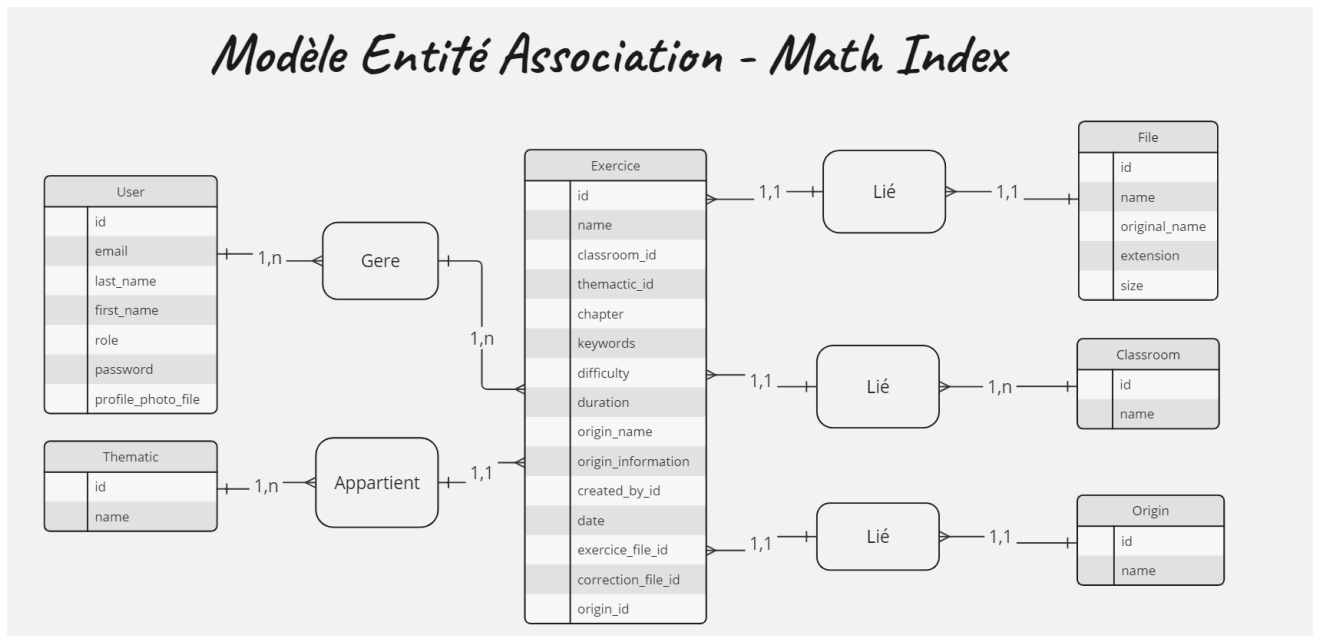 Modèle Entité Association - Math Index
User
id
email
last_name
first_name
role
password
profile_photo_file
1,n
Gere
1,n
Thematic
id
name
1,n
Appartient
1,1
Exercice
id
name
classroom_id
themactic_id
chapter
keywords
difficulty
duration
origin_name
origin_information
created_by_id
date
exercice_file_id
correction_file_id
origin_id
1,1
Lié
1,1
File
id
name
original_name
extension
size
1,1
Lié
1,n
Classroom
id
name
1,1
Lié
1,1
Origin
id
name